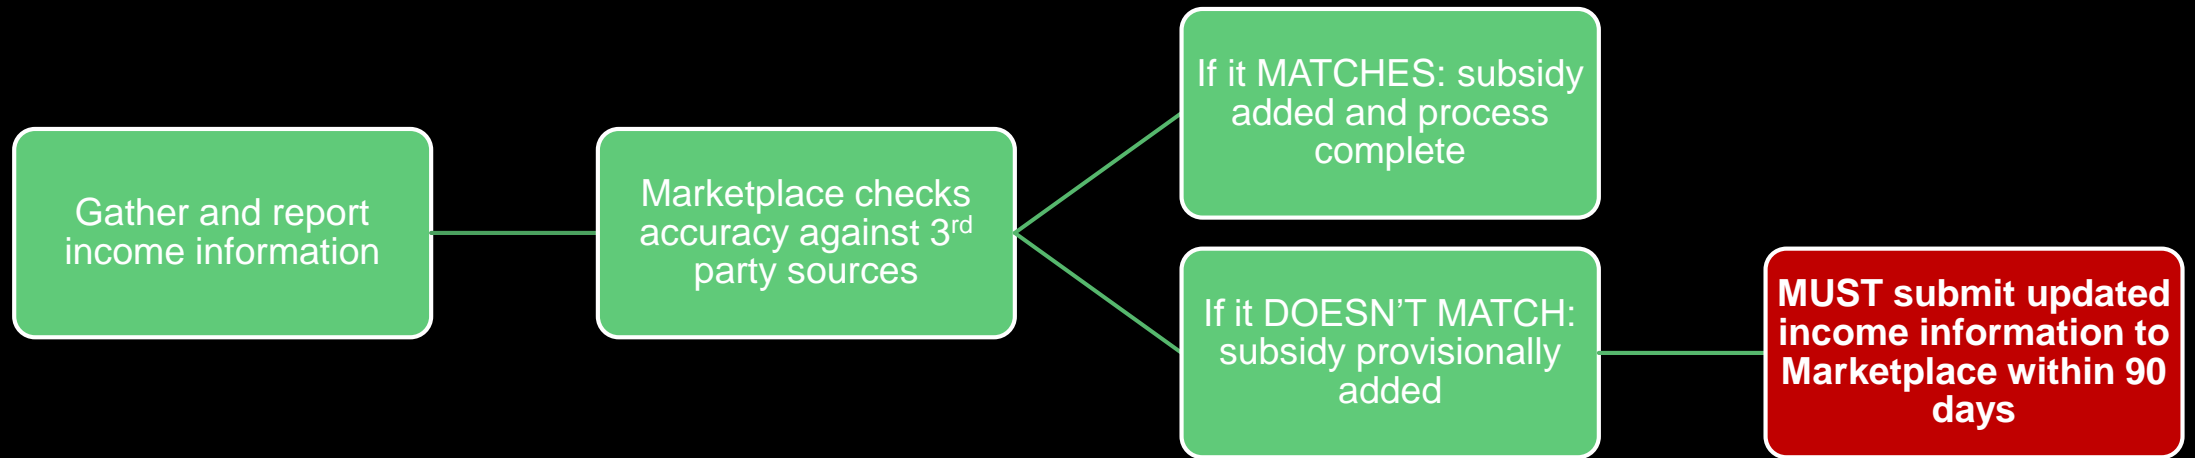 Gather and report
income information
Marketplace checks
accuracy against 3rd
party sources
If it MATCHES: subsidy
added and process
complete
If it DOESN’T MATCH:
subsidy provisionally
added
MUST submit updated
income information to
Marketplace within 90
days